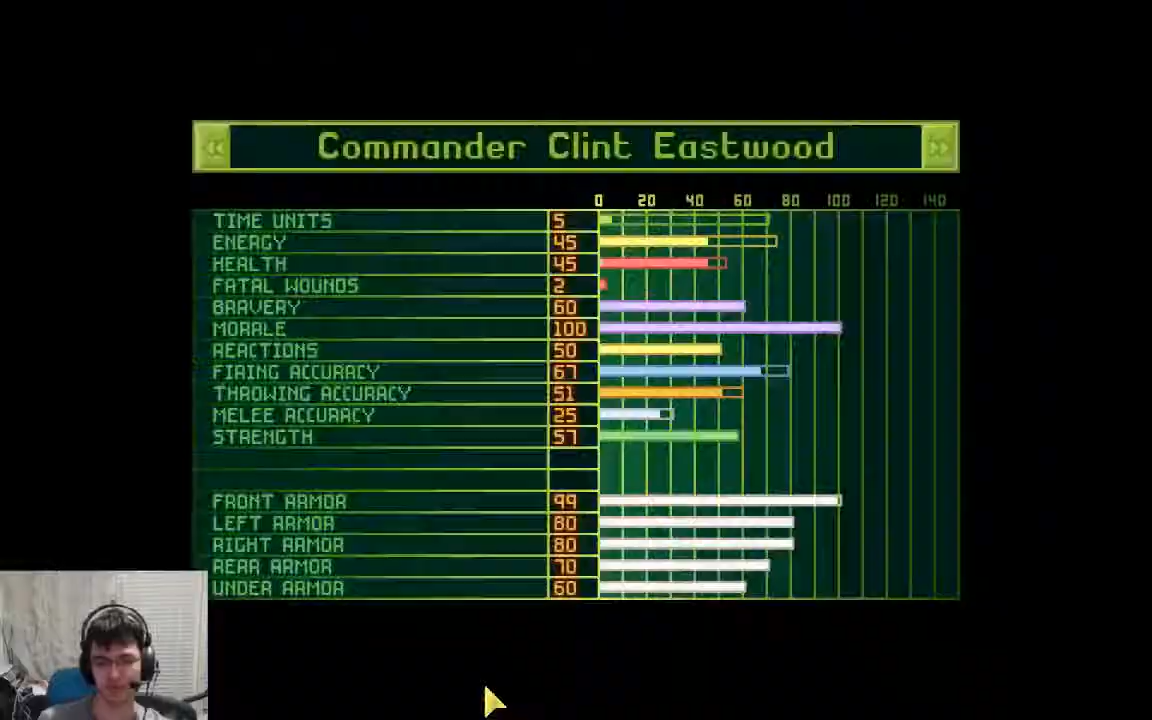 Commander Clint Eastwood
0 20 40 60 80 100 120 140
TIME UNITS 5
ENERGY 45
HEALTH 45
FATAL WOUNDS 2
BRAVERY 60
MORALE 100
REACTIONS 50
FIRING ACCURACY 67
THROWING ACCURACY 51
MELEE ACCURACY 25
STRENGTH 57
FRONT ARMOR 99
LEFT ARMOR 80
RIGHT ARMOR 80
REAR ARMOR 70
UNDER ARMOR 60